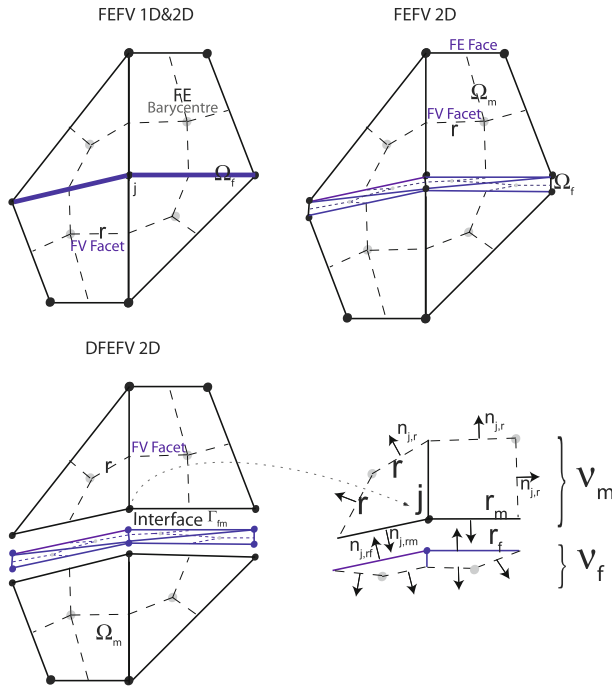 FEFV 1D&2D
FE
Barycentre
Ω_f
j
r
FV Facet
FEFV 2D
FE Face
Ω_m
FV Facet
r
Ω_f
DFEFV 2D
FV Facet
r
Interface Γ_fm
Ω_m
n_j,r
n_j,r
r
r
n_j,r
j
r_m
ν_m
n_j,rf
n_j,rm
r_f
ν_f